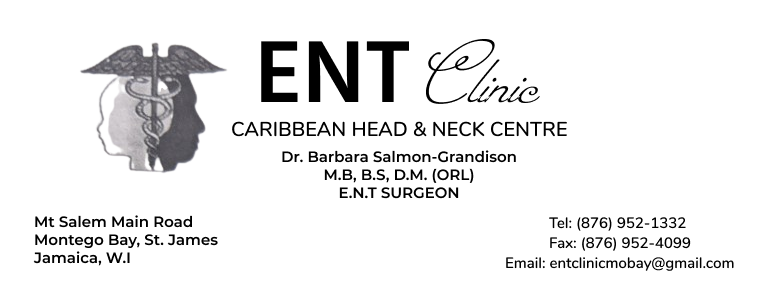 ENT Clinic
CARIBBEAN HEAD & NECK CENTRE
Dr. Barbara Salmon-Grandison
M.B, B.S, D.M. (ORL)
E.N.T SURGEON
Mt Salem Main Road
Montego Bay, St. James
Jamaica, W.I
Tel: (876) 952-1332
Fax: (876) 952-4099
Email: entclinicmobay@gmail.com